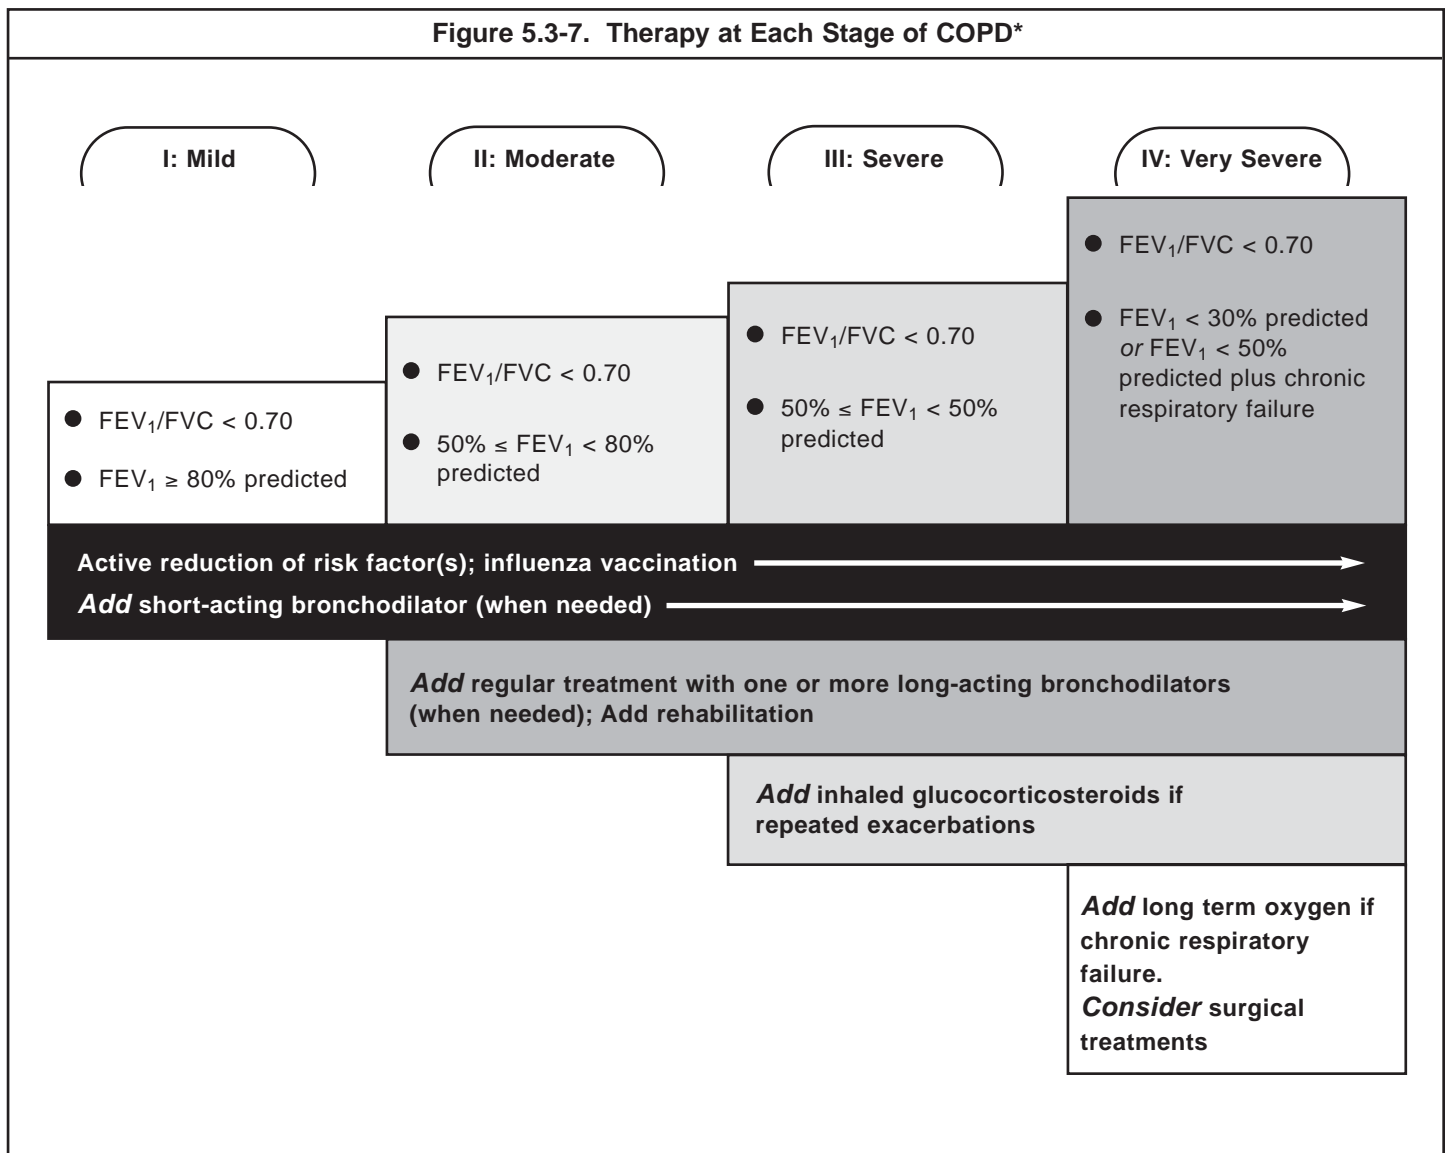 Figure 5.3-7. Therapy at Each Stage of COPD*
I: Mild
II: Moderate
III: Severe
IV: Very Severe
● FEV₁/FVC < 0.70
● FEV₁ ≥ 80% predicted
● FEV₁/FVC < 0.70
● 50% ≤ FEV₁ < 80%
predicted
● FEV₁/FVC < 0.70
● 50% ≤ FEV₁ < 50%
predicted
● FEV₁/FVC < 0.70
● FEV₁ < 30% predicted
or FEV₁ < 50%
predicted plus chronic
respiratory failure
Active reduction of risk factor(s); influenza vaccination
Add short-acting bronchodilator (when needed)
Add regular treatment with one or more long-acting bronchodilators
(when needed); Add rehabilitation
Add inhaled glucocorticosteroids if
repeated exacerbations
Add long term oxygen if
chronic respiratory
failure.
Consider surgical
treatments